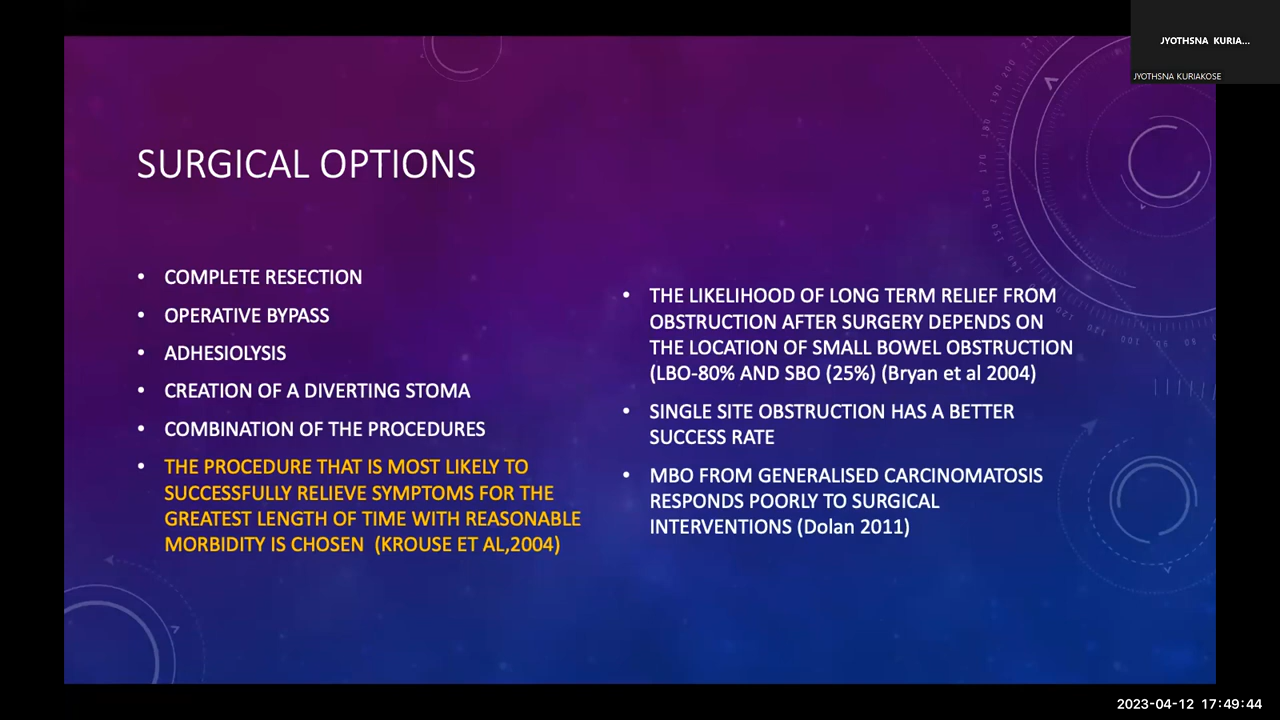 JYOTHSNA KURIA...
JYOTHSNA KURIAKOSE
SURGICAL OPTIONS
• COMPLETE RESECTION
• OPERATIVE BYPASS
• ADHESIOLYSIS
• CREATION OF A DIVERTING STOMA
• COMBINATION OF THE PROCEDURES
• THE PROCEDURE THAT IS MOST LIKELY TO
SUCCESSFULLY RELIEVE SYMPTOMS FOR THE
GREATEST LENGTH OF TIME WITH REASONABLE
MORBIDITY IS CHOSEN (KROUSE ET AL,2004)
• THE LIKELIHOOD OF LONG TERM RELIEF FROM
OBSTRUCTION AFTER SURGERY DEPENDS ON
THE LOCATION OF SMALL BOWEL OBSTRUCTION
(LBO-80% AND SBO (25%) (Bryan et al 2004)
• SINGLE SITE OBSTRUCTION HAS A BETTER
SUCCESS RATE
• MBO FROM GENERALISED CARCINOMATOSIS
RESPONDS POORLY TO SURGICAL
INTERVENTIONS (Dolan 2011)
2023-04-12 17:49:44